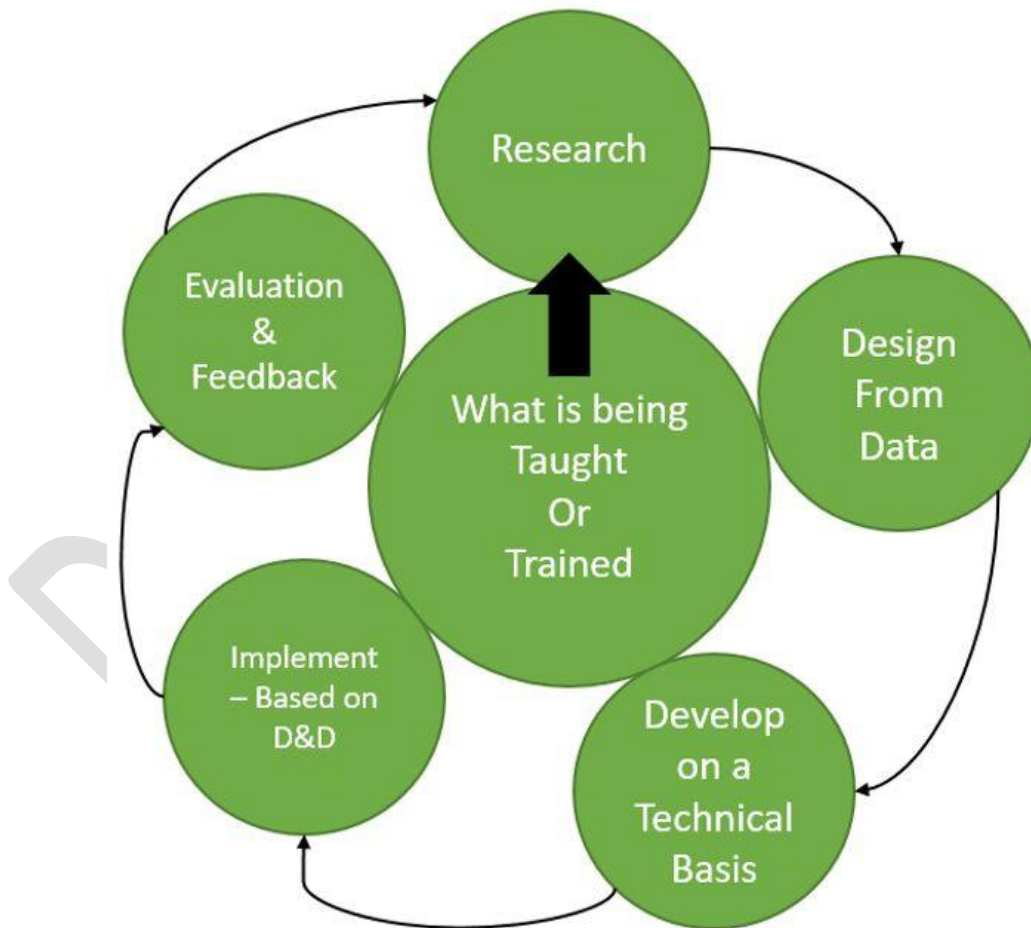 Research
Design
From
Data
Develop
on a
Technical
Basis
Implement
– Based on
D&D
Evaluation
&
Feedback
What is being
Taught
Or
Trained